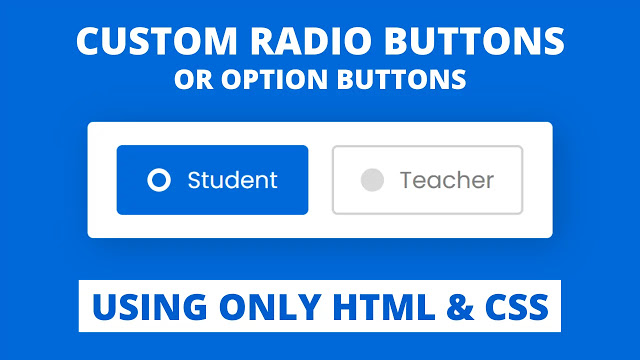 CUSTOM RADIO BUTTONS
OR OPTION BUTTONS
Student Teacher
USING ONLY HTML & CSS